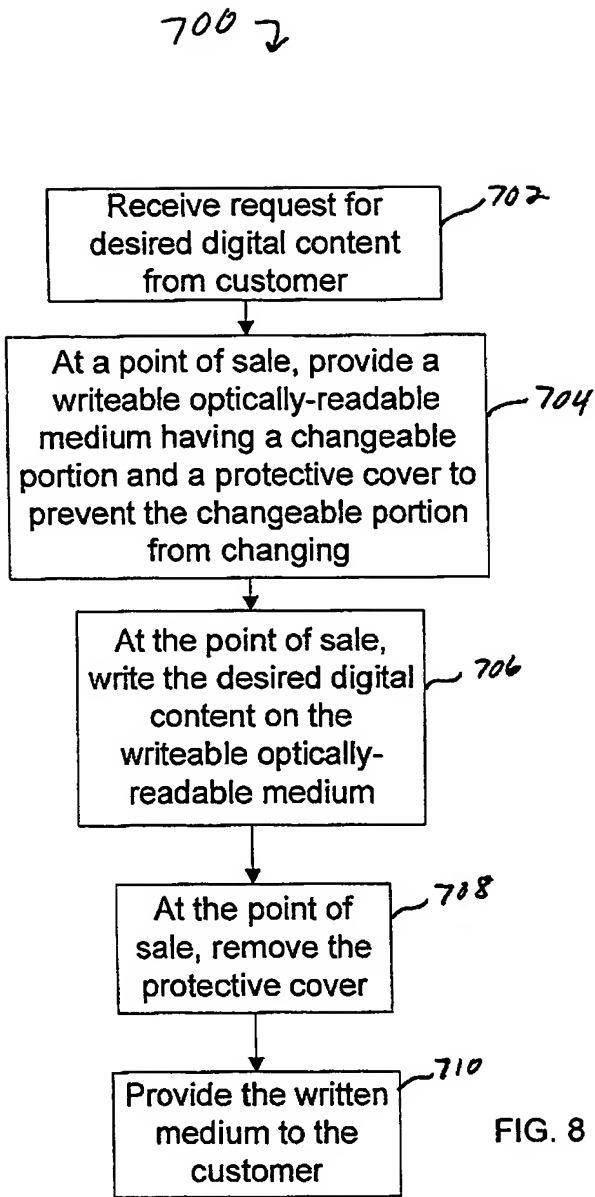 700
Receive request for
desired digital content
from customer
702
At a point of sale, provide a
writeable optically-readable
medium having a changeable
portion and a protective cover to
prevent the changeable portion
from changing
704
At the point of sale,
write the desired digital
content on the
writeable optically-
readable medium
706
At the point of
sale, remove the
protective cover
708
Provide the written
medium to the
customer
710
FIG. 8